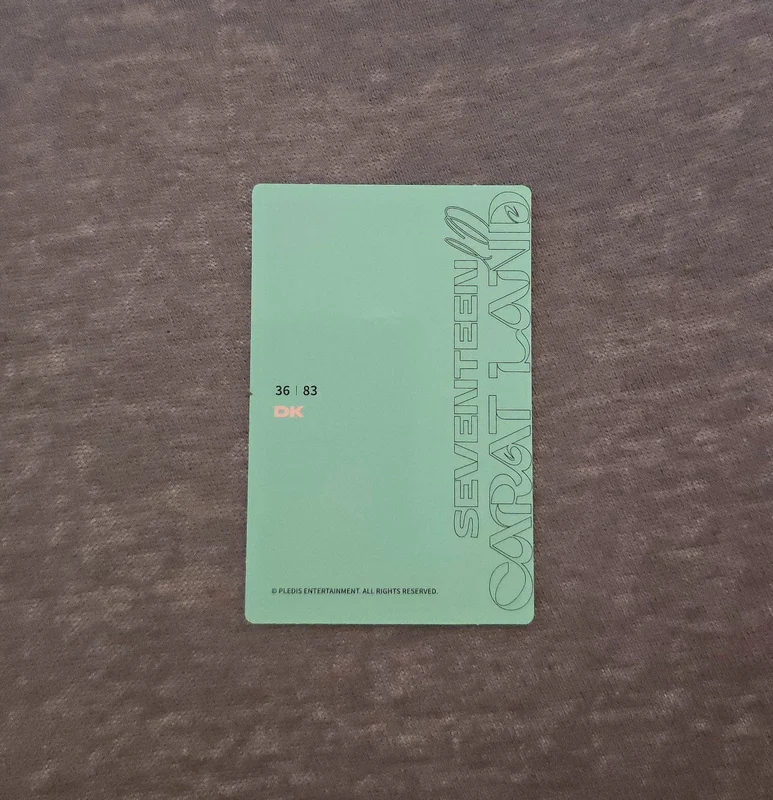 36 | 83
DK
© PLEDIS ENTERTAINMENT. ALL RIGHTS RESERVED.
SEVENTEEN
CARAT LAND